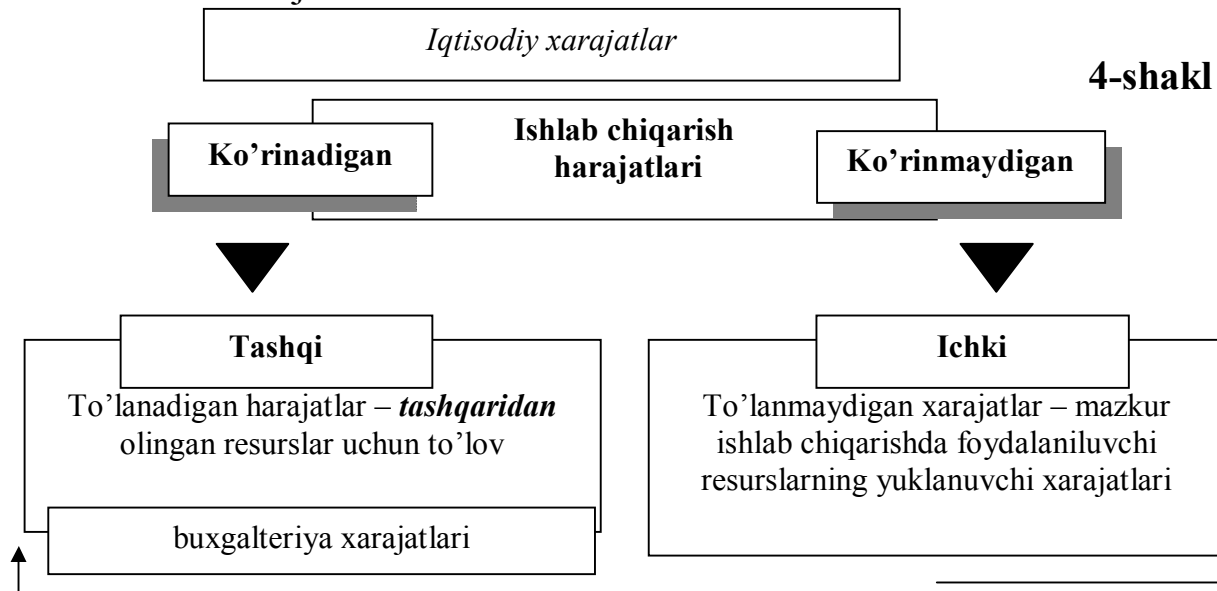 Iqtisodiy xarajatlar
4-shakl
Ko’rinadigan
Ishlab chiqarish
harajatlari
Ko’rinmaydigan
Tashqi
To’lanadigan harajatlar – tashqaridan
olingan resurslar uchun to’lov
buxgalteriya xarajatlari
Ichki
To’lanmaydigan xarajatlar – mazkur
ishlab chiqarishda foydalaniluvchi
resurslarning yuklanuvchi xarajatlari